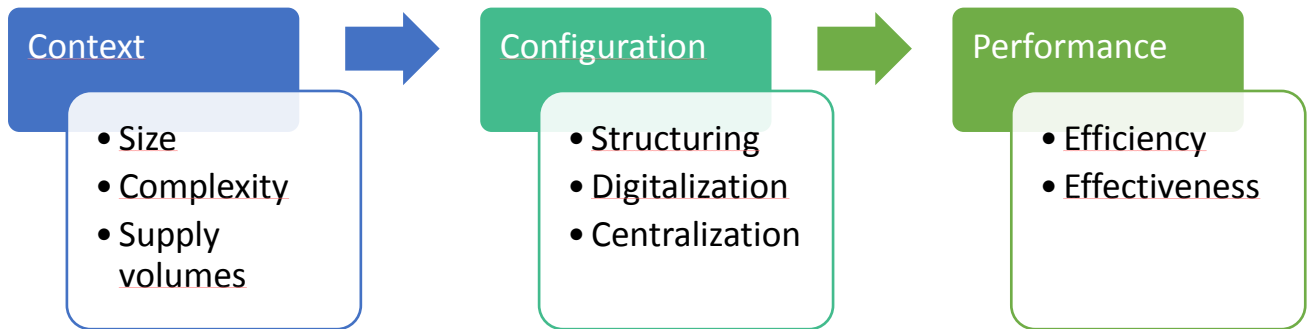 Context
• Size
• Complexity
• Supply
volumes
Configuration
• Structuring
• Digitalization
• Centralization
Performance
• Efficiency
• Effectiveness